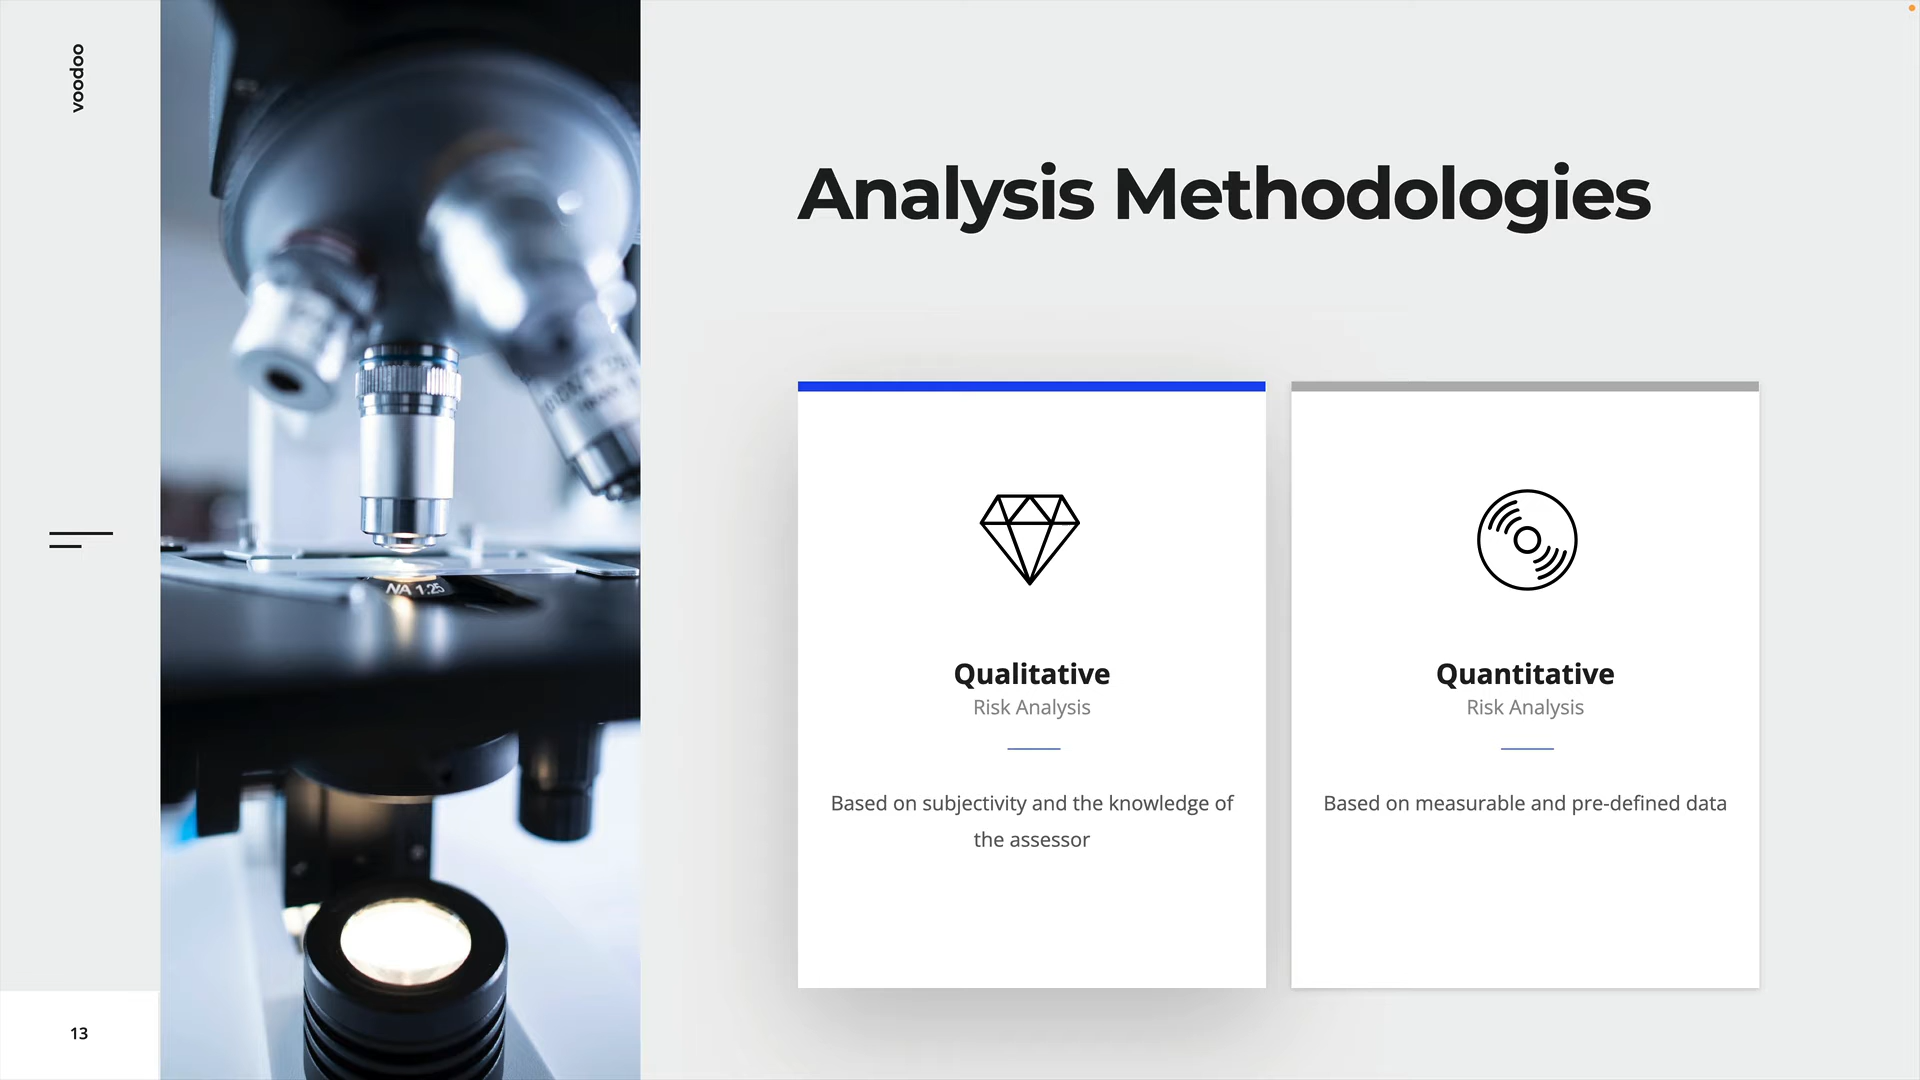 voodoo
Analysis Methodologies
NA 1.25
Qualitative
Risk Analysis
Based on subjectivity and the knowledge of
the assessor
Quantitative
Risk Analysis
Based on measurable and pre-defined data
13